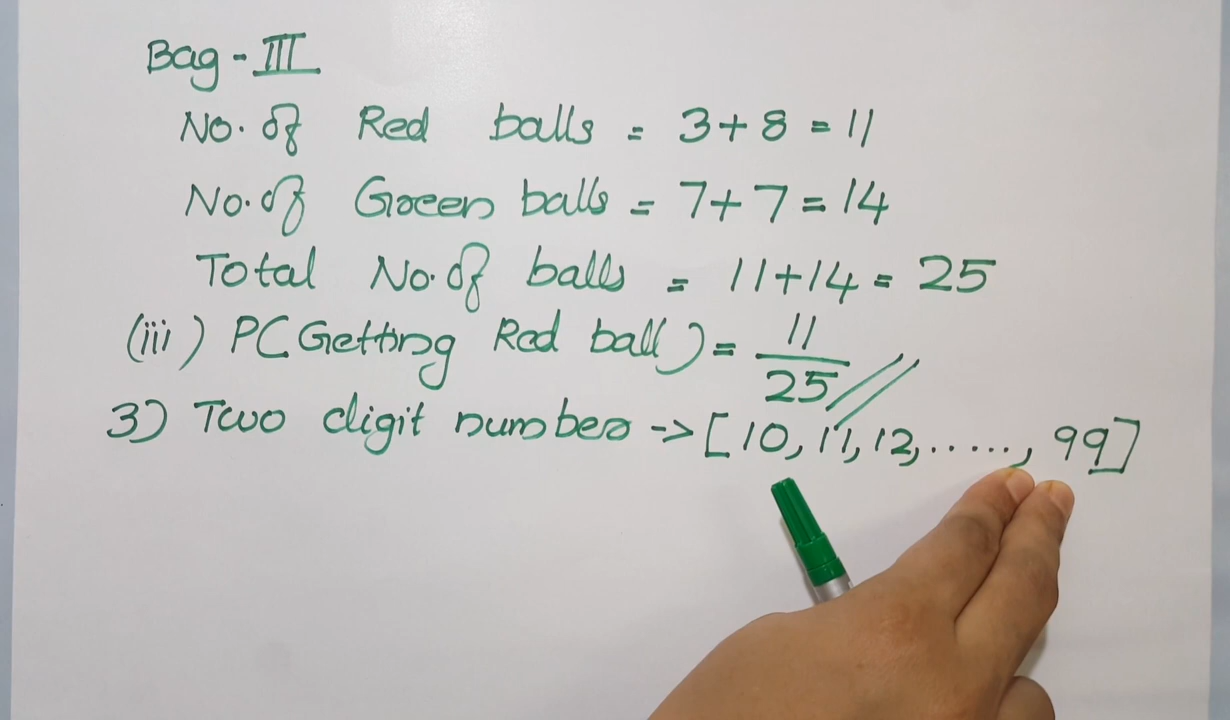 Bag - III
No. of Red balls = 3+8 = 11
No. of Green balls = 7+7 = 14
Total No. of balls = 11+14 = 25
(iii) P(Getting Red ball) = 11/25
3) Two digit numbers -> [10, 11, 12, ....., 99]